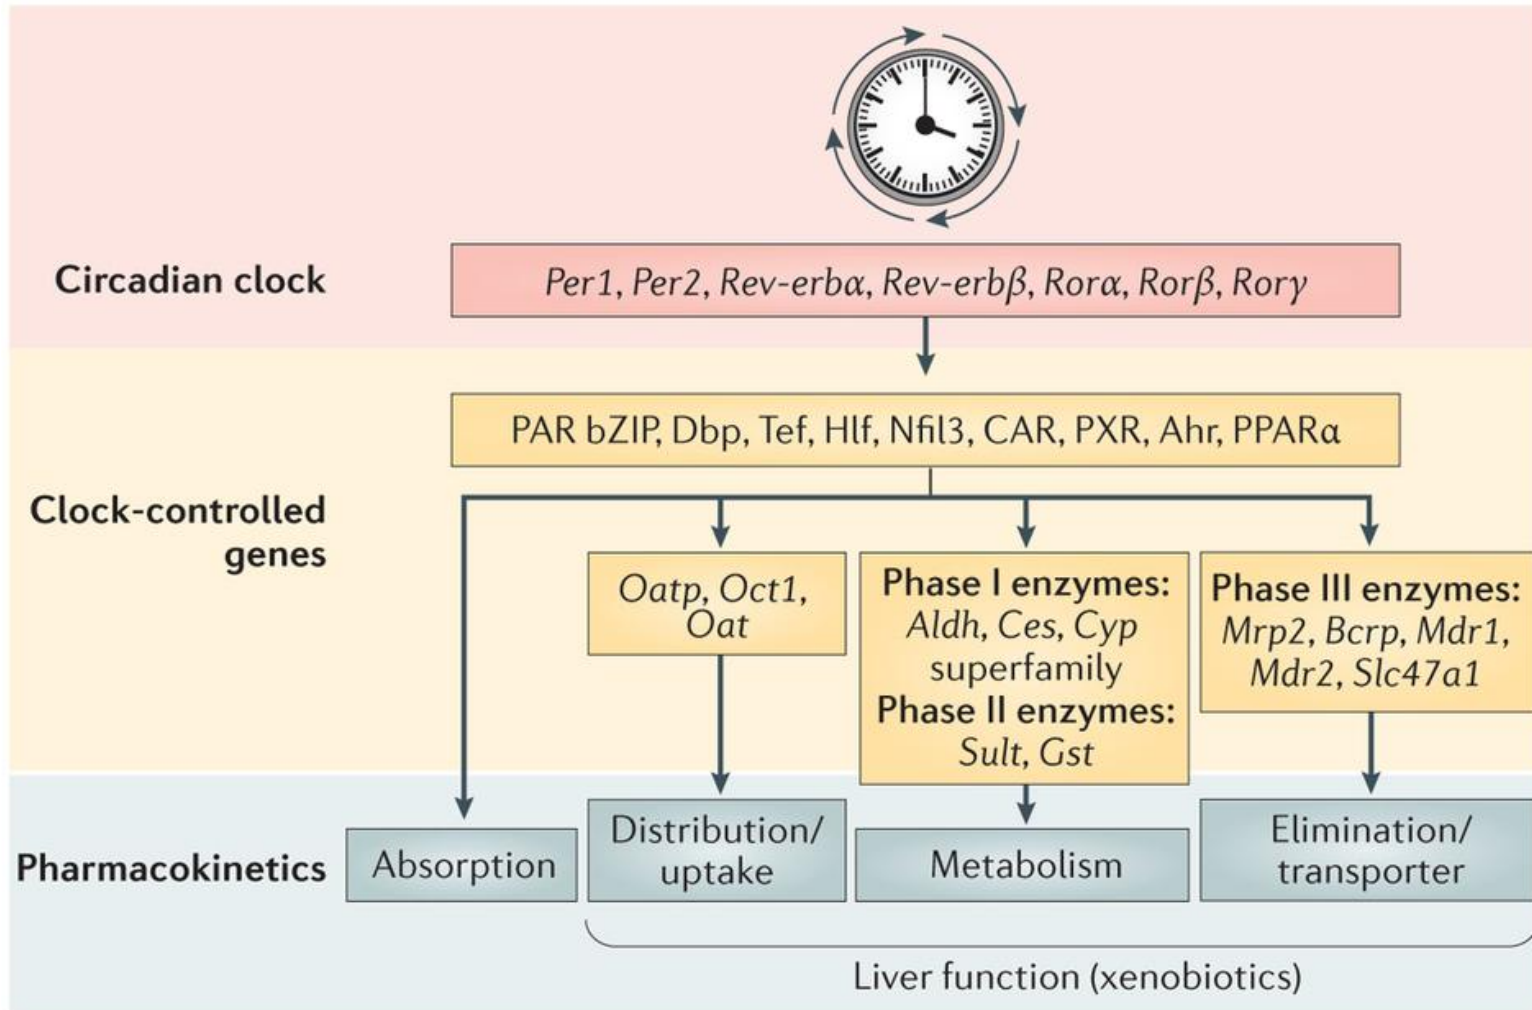 Circadian clock
Per1, Per2, Rev-erbα, Rev-erbβ, Rorα, Rorβ, Rorγ
PAR bZIP, Dbp, Tef, Hlf, Nfil3, CAR, PXR, Ahr, PPARα
Clock-controlled
genes
Oatp, Oct1,
Oat
Phase I enzymes:
Aldh, Ces, Cyp
superfamily
Phase II enzymes:
Sult, Gst
Phase III enzymes:
Mrp2, Bcrp, Mdr1,
Mdr2, Slc47a1
Pharmacokinetics
Absorption
Distribution/
uptake
Metabolism
Elimination/
transporter
Liver function (xenobiotics)